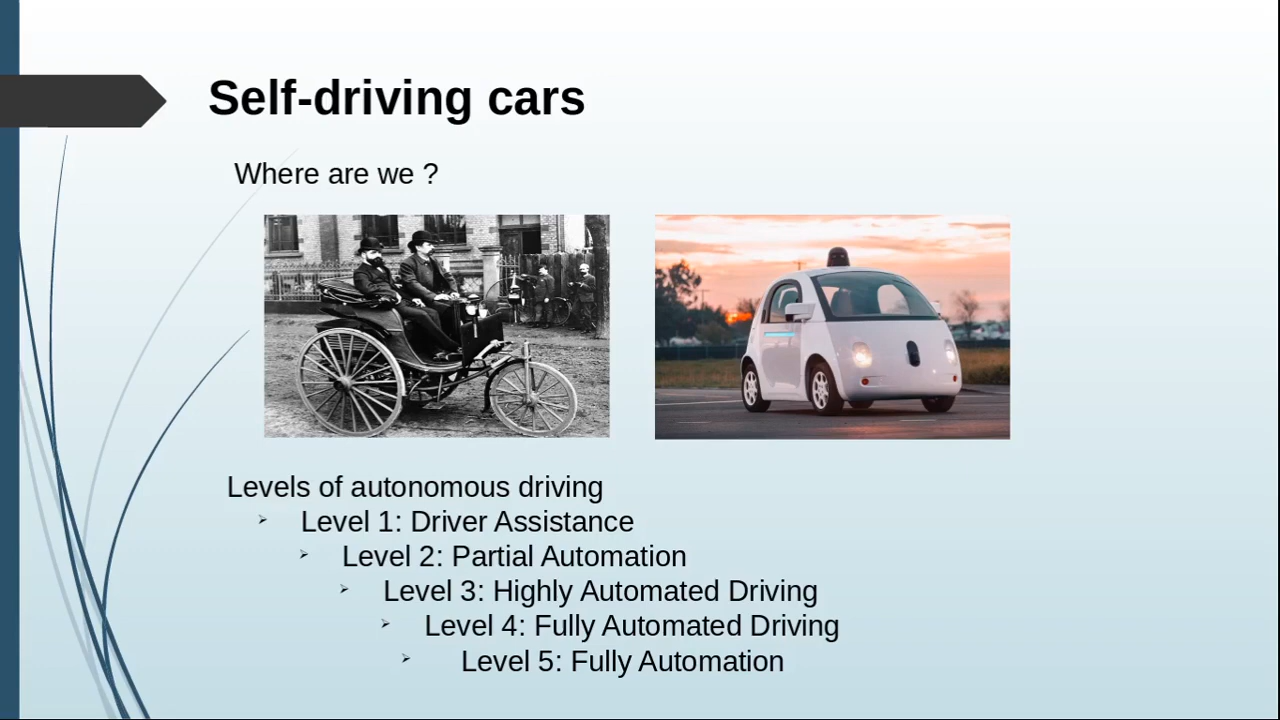 Self-driving cars
Where are we ?
Levels of autonomous driving
Level 1: Driver Assistance
Level 2: Partial Automation
Level 3: Highly Automated Driving
Level 4: Fully Automated Driving
Level 5: Fully Automation